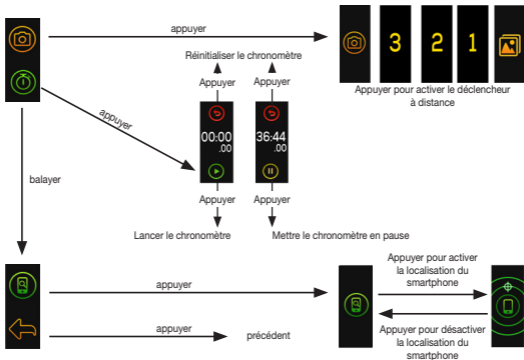 appuyer
3 2 1
Appuyer pour activer le déclencheur
à distance
Réinitialiser le chronomètre
Appuyer Appuyer
appuyer
00:00
.00
36:44
.00
Appuyer Appuyer
Lancer le chronomètre
Mettre le chronomètre en pause
balayer
appuyer
Appuyer pour activer
la localisation du
smartphone
appuyer
précédent
Appuyer pour désactiver
la localisation du
smartphone